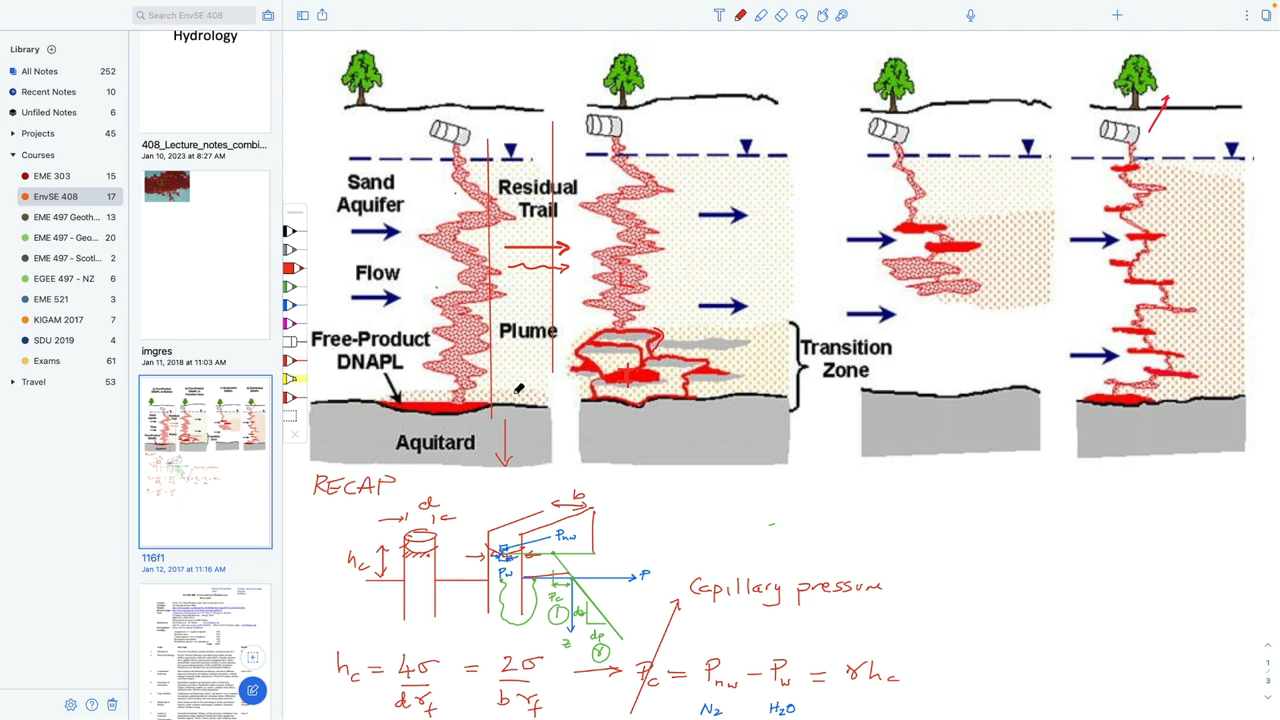 Search EnvSE 408
Library
All Notes 252
Recent Notes 10
Unfiled Notes 6
Projects 45
Courses
EME 303 15
EnvSE 408 17
EME 497 Geoth... 13
EME 497 - Geo... 20
EME 497 - Scotl... 2
EGEE 497 - NZ 6
EME 521 3
KIGAM 2017 7
SDU 2019 4
Exams 61
Travel 53
Hydrology
408_Lecture_notes_combi...
Jan 10, 2023 at 8:27 AM
imgres
Jan 11, 2018 at 11:03 AM
116f1
Jan 12, 2017 at 11:16 AM
Sand
Aquifer
Residual
Trail
Flow
Plume
Free-Product
DNAPL
Aquitard
Transition
Zone
RECAP
d
b
hc
Pnw
Pw
P
Pc
1
dz
z
dp
γ
Capillary pressure
hc = 4σ/dγf = 2σ/bγf → Pc = Pnw - Pw = γhc
N2 H2O
1
3